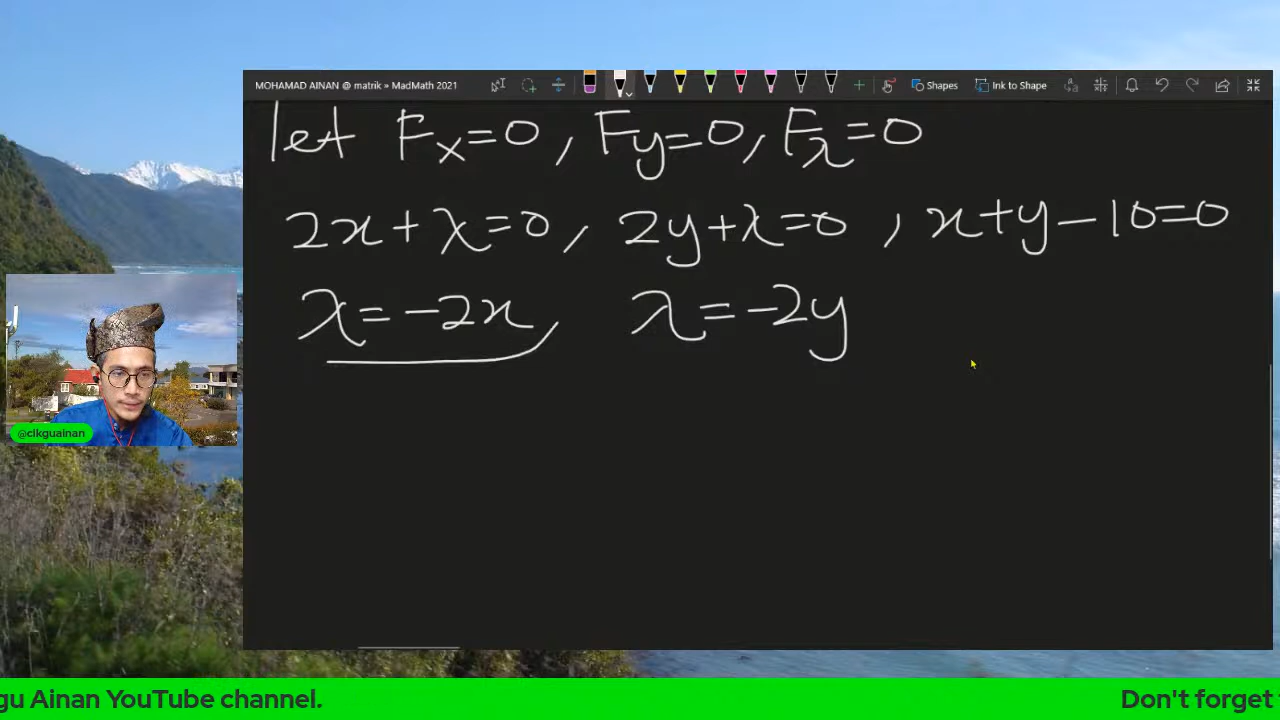 MOHAMAD AINAN @ matrik » MadMath 2021
Shapes
Ink to Shape
let Fx=0, Fy=0, Fλ=0
2x+λ=0, 2y+λ=0, x+y-10=0
λ=-2x, λ=-2y
@cikguainan
gu Ainan YouTube channel.
Don't forget